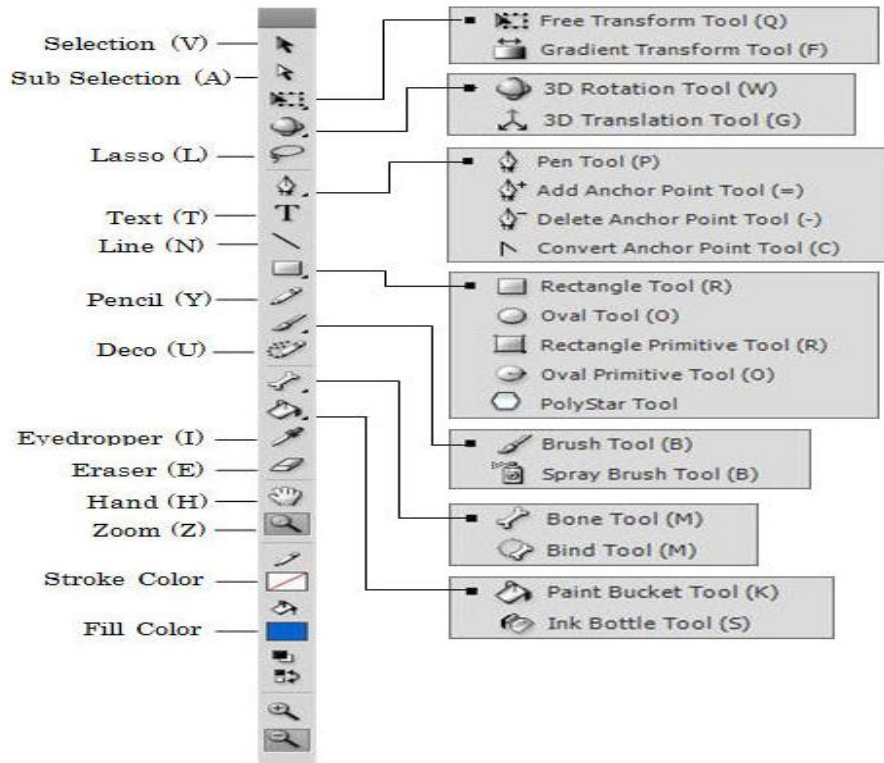 Selection (V)
Sub Selection (A)
Lasso (L)
Text (T)
Line (N)
Pencil (Y)
Deco (U)
Eyedropper (I)
Eraser (E)
Hand (H)
Zoom (Z)
Stroke Color
Fill Color
Free Transform Tool (Q)
Gradient Transform Tool (F)
3D Rotation Tool (W)
3D Translation Tool (G)
Pen Tool (P)
Add Anchor Point Tool (=)
Delete Anchor Point Tool (-)
Convert Anchor Point Tool (C)
Rectangle Tool (R)
Oval Tool (O)
Rectangle Primitive Tool (R)
Oval Primitive Tool (O)
PolyStar Tool
Brush Tool (B)
Spray Brush Tool (B)
Bone Tool (M)
Bind Tool (M)
Paint Bucket Tool (K)
Ink Bottle Tool (S)